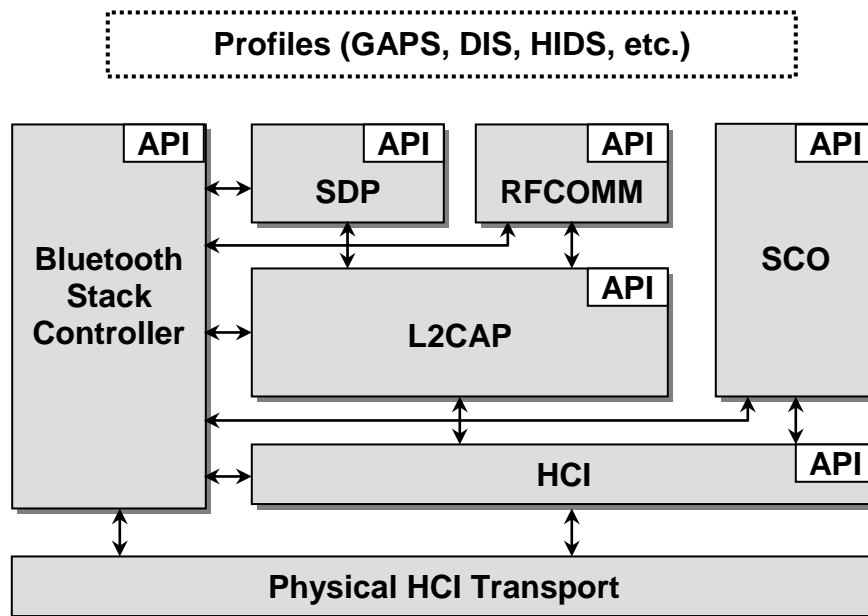 Profiles (GAPS, DIS, HIDS, etc.)
API
API
API
API
SDP
RFCOMM
Bluetooth
Stack
Controller
SCO
API
L2CAP
API
HCI
Physical HCI Transport